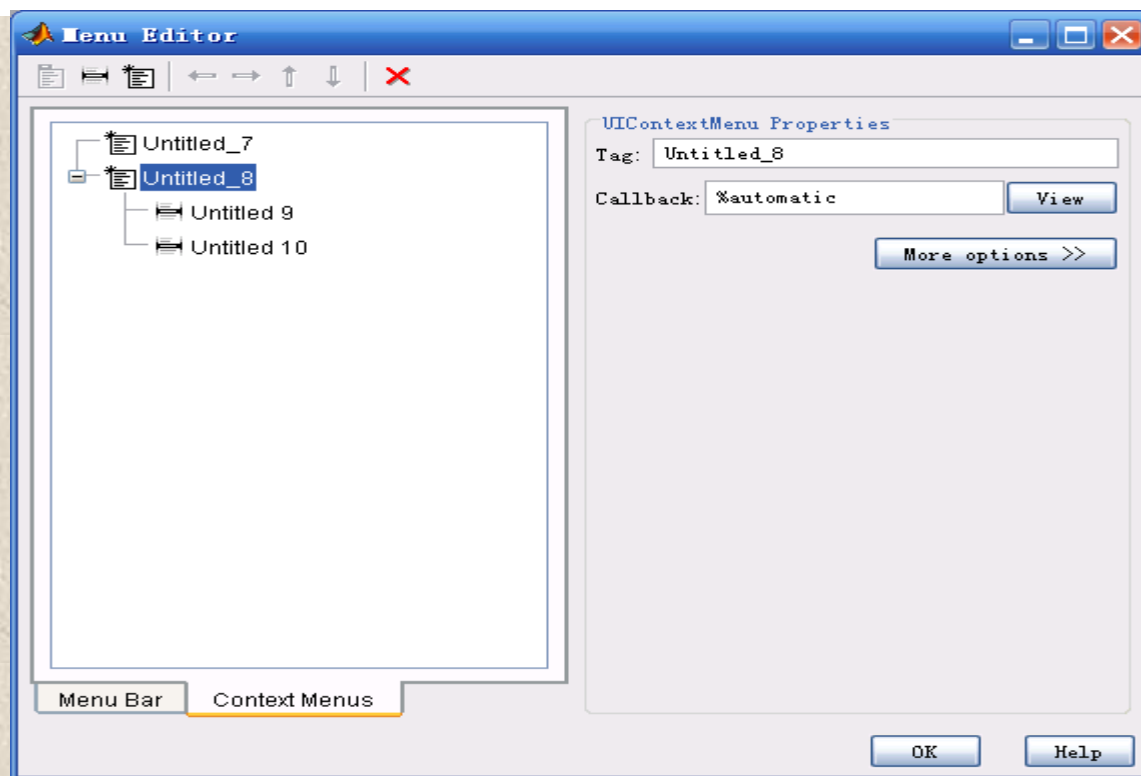 Menu Editor
Untitled_7
Untitled_8
Untitled 9
Untitled 10
Menu Bar
Context Menus
UIContextMenu Properties
Tag: Untitled_8
Callback: %automatic View
More options >>
OK Help